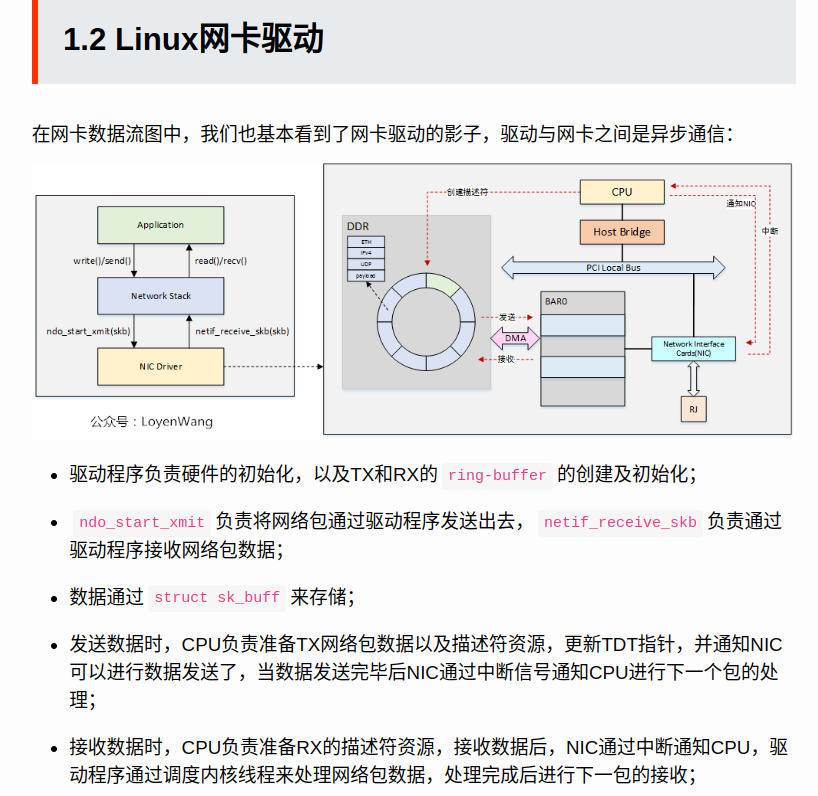 1.2 Linux网卡驱动
在网卡数据流图中，我们也基本看到了网卡驱动的影子，驱动与网卡之间是异步通信：
Application
write()/send()
read()/recv()
Network Stack
ndo_start_xmit(skb)
netif_receive_skb(skb)
NIC Driver
公众号：LoyenWang
创建描述符
CPU
通知NIC
中断
Host Bridge
PCI Local Bus
DDR
ETH
IPv4
UDP
payload
发送
DMA
接收
BAR0
Network Interface
Cards(NIC)
RJ
驱动程序负责硬件的初始化，以及TX和RX的 ring-buffer 的创建及初始化；
ndo_start_xmit 负责将网络包通过驱动程序发送出去， netif_receive_skb 负责通过
驱动程序接收网络包数据；
数据通过 struct sk_buff 来存储；
发送数据时，CPU负责准备TX网络包数据以及描述符资源，更新TDT指针，并通知NIC
可以进行数据发送了，当数据发送完毕后NIC通过中断信号通知CPU进行下一个包的处
理；
接收数据时，CPU负责准备RX的描述符资源，接收数据后，NIC通过中断通知CPU，驱
动程序通过调度内核线程来处理网络包数据，处理完成后进行下一包的接收；